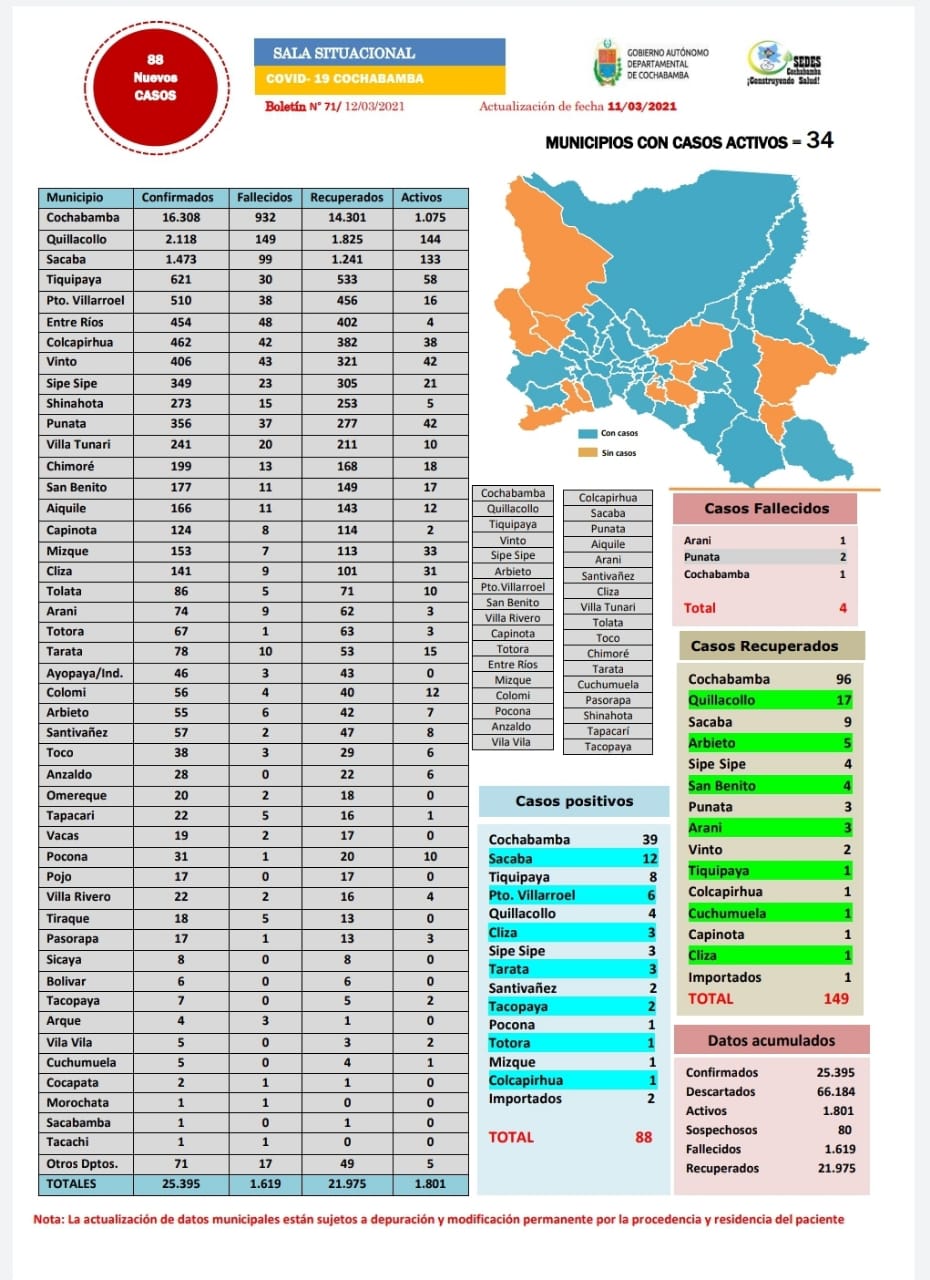 88
Nuevos
CASOS
SALA SITUACIONAL
COVID- 19 COCHABAMBA
Boletín N° 71/ 12/03/2021
GOBIERNO AUTÓNOMO
DEPARTAMENTAL
DE COCHABAMBA
SEDES
Cochabamba
¡Construyendo Salud!
Actualización de fecha 11/03/2021
MUNICIPIOS CON CASOS ACTIVOS = 34
Municipio Confirmados Fallecidos Recuperados Activos
Cochabamba 16.308 932 14.301 1.075
Quillacollo 2.118 149 1.825 144
Sacaba 1.473 99 1.241 133
Tiquipaya 621 30 533 58
Pto. Villarroel 510 38 456 16
Entre Ríos 454 48 402 4
Colcapirhua 462 42 382 38
Vinto 406 43 321 42
Sipe Sipe 349 23 305 21
Shinahota 273 15 253 5
Punata 356 37 277 42
Villa Tunari 241 20 211 10
Chimoré 199 13 168 18
San Benito 177 11 149 17
Aiquile 166 11 143 12
Capinota 124 8 114 2
Mizque 153 7 113 33
Cliza 141 9 101 31
Tolata 86 5 71 10
Arani 74 9 62 3
Totora 67 1 63 3
Tarata 78 10 53 15
Ayopaya/Ind. 46 3 43 0
Colomi 56 4 40 12
Arbieto 55 6 42 7
Santivañez 57 2 47 8
Toco 38 3 29 6
Anzaldo 28 0 22 6
Omereque 20 2 18 0
Tapacari 22 5 16 1
Vacas 19 2 17 0
Pocona 31 1 20 10
Pojo 17 0 17 0
Villa Rivero 22 2 16 4
Tiraque 18 5 13 0
Pasorapa 17 1 13 3
Sicaya 8 0 8 0
Bolivar 6 0 6 0
Tacopaya 7 0 5 2
Arque 4 3 1 0
Vila Vila 5 0 3 2
Cuchumuela 5 0 4 1
Cocapata 2 1 1 0
Morochata 1 1 0 0
Sacabamba 1 0 1 0
Tacachi 1 1 0 0
Otros Dptos. 71 17 49 5
TOTALES 25.395 1.619 21.975 1.801
Con casos
Sin casos
Cochabamba
Quillacollo
Tiquipaya
Vinto
Sipe Sipe
Arbieto
Pto.Villarroel
San Benito
Villa Rivero
Capinota
Totora
Entre Ríos
Mizque
Colomi
Pocona
Anzaldo
Vila Vila
Colcapirhua
Sacaba
Punata
Aiquile
Arani
Santivañez
Cliza
Villa Tunari
Tolata
Toco
Chimoré
Tarata
Cuchumuela
Pasorapa
Shinahota
Tapacarí
Tacopaya
Casos positivos
Cochabamba 39
Sacaba 12
Tiquipaya 8
Pto. Villarroel 6
Quillacollo 4
Cliza 3
Sipe Sipe 3
Tarata 3
Santivañez 2
Tacopaya 2
Pocona 1
Totora 1
Mizque 1
Colcapirhua 1
Importados 2
TOTAL 88
Casos Fallecidos
Arani 1
Punata 2
Cochabamba 1
Total 4
Casos Recuperados
Cochabamba 96
Quillacollo 17
Sacaba 9
Arbieto 5
Sipe Sipe 4
San Benito 4
Punata 3
Arani 3
Vinto 2
Tiquipaya 1
Colcapirhua 1
Cuchumuela 1
Capinota 1
Cliza 1
Importados 1
TOTAL 149
Datos acumulados
Confirmados 25.395
Descartados 66.184
Activos 1.801
Sospechosos 80
Fallecidos 1.619
Recuperados 21.975
Nota: La actualización de datos municipales están sujetos a depuración y modificación permanente por la procedencia y residencia del paciente